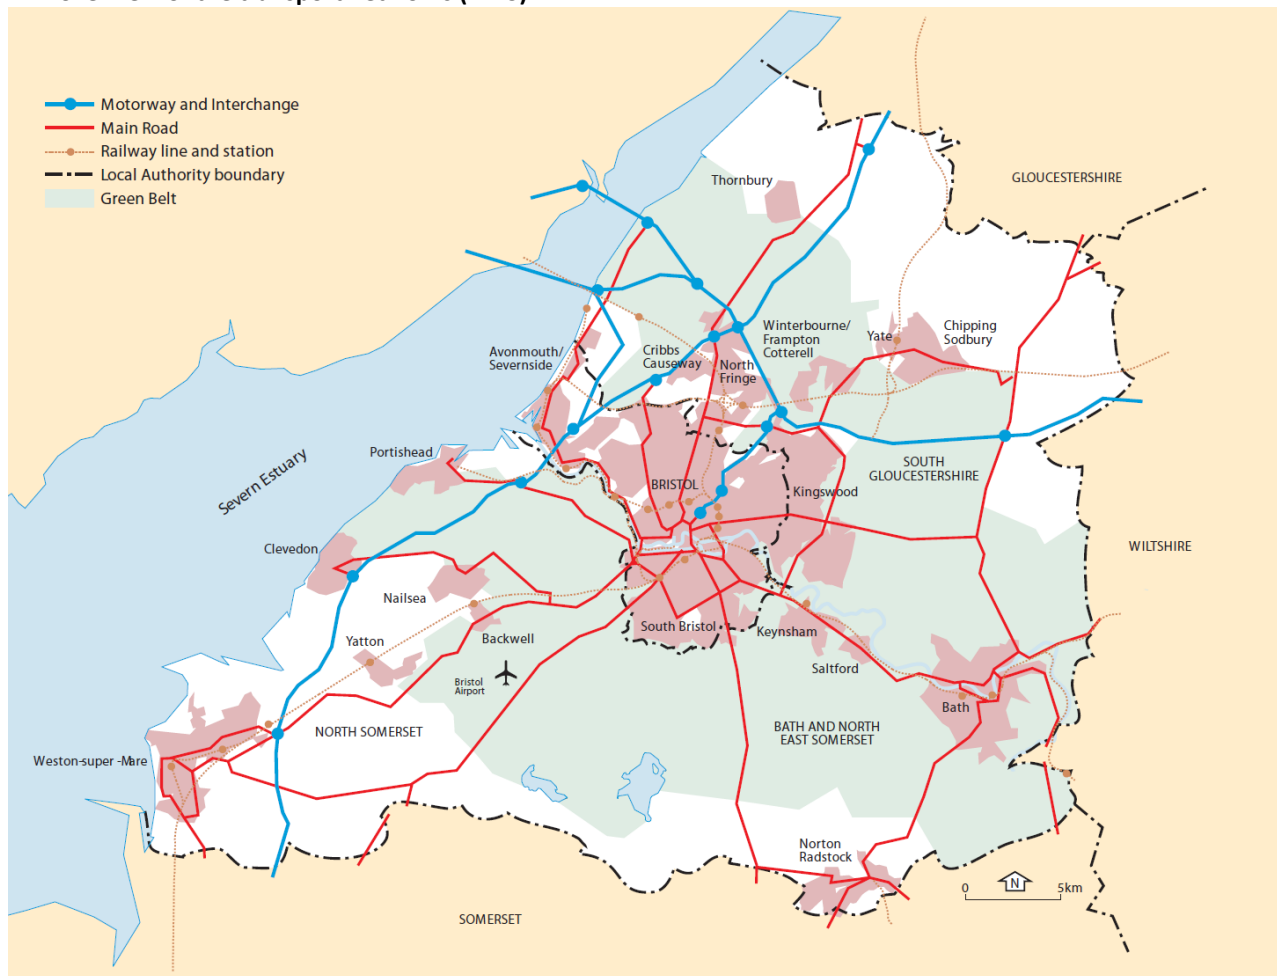 Motorway and Interchange
Main Road
Railway line and station
Local Authority boundary
Green Belt
Thornbury
GLOUCESTERSHIRE
Winterbourne/
Frampton
Cotterell
Yate
Chipping
Sodbury
Avonmouth/
Severnside
Cribbs
Causeway
North
Fringe
Portishead
Severn Estuary
BRISTOL
Kingswood
SOUTH
GLOUCESTERSHIRE
WILTSHIRE
Clevedon
Nailsea
Yatton
Backwell
South Bristol
Keynsham
Saltford
Bristol
Airport
Bath
NORTH SOMERSET
BATH AND NORTH
EAST SOMERSET
Weston-super -Mare
Norton
Radstock
N
0 5km
SOMERSET